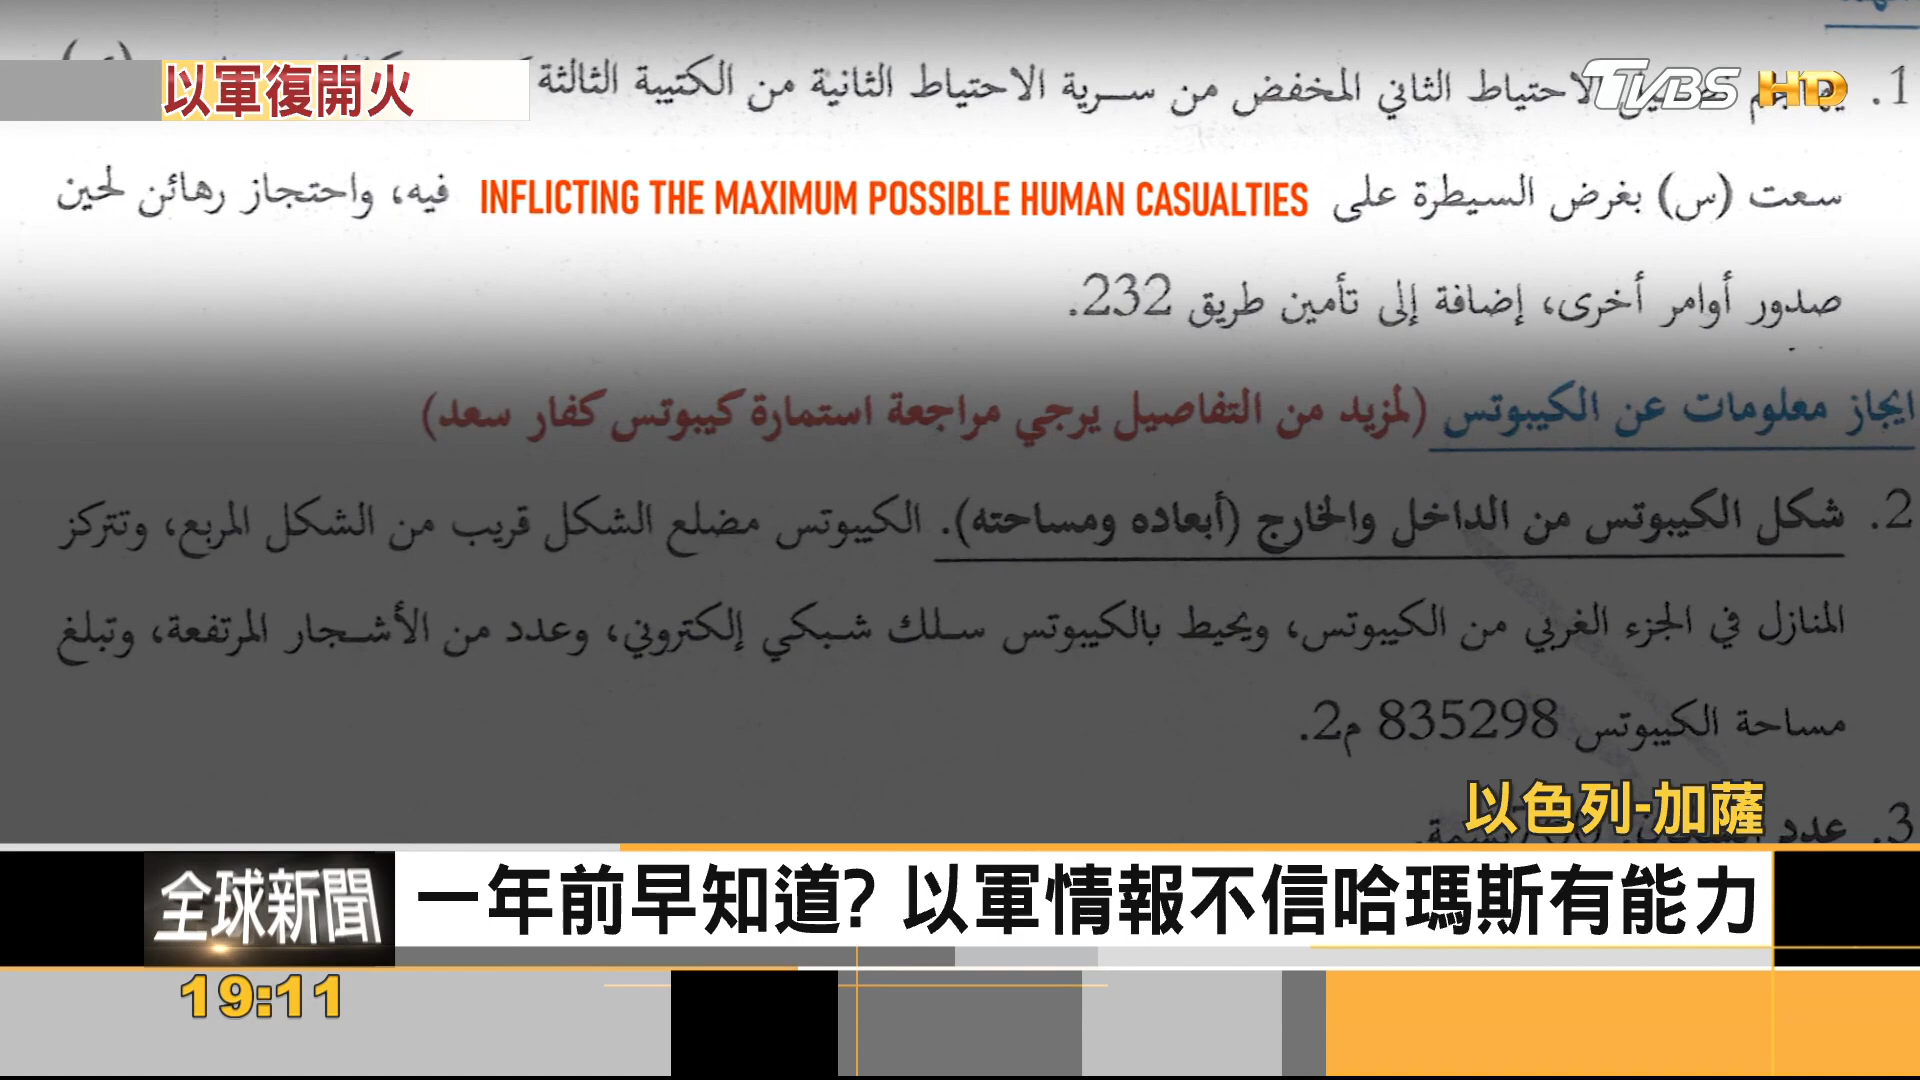 TVBS HD
以軍復開火
1. الاحتياط الثاني المخفض من سرية الاحتياط الثانية من الكتيبة الثالثة
سعت (س) بغرض السيطرة على INFLICTING THE MAXIMUM POSSIBLE HUMAN CASUALTIES فيه، واحتجاز رهائن لحين
صدور أوامر أخرى، إضافة إلى تأمين طريق 232.
ايجاز معلومات عن الكيبوتس (لمزيد من التفاصيل يرجي مراجعة استمارة كيبوتس كفار سعد)
2. شكل الكيبوتس من الداخل والخارج (أبعاده ومساحته). الكيبوتس مضلع الشكل قريب من الشكل المربع، وتتركز
المنازل في الجزء الغربي من الكيبوتس، ويحيط بالكيبوتس سلك شبكي إلكتروني، وعدد من الأشجار المرتفعة، وتبلغ
مساحة الكيبوتس 835298 م2.
3. عدد
以色列-加薩
全球新聞
一年前早知道? 以軍情報不信哈瑪斯有能力
19:11